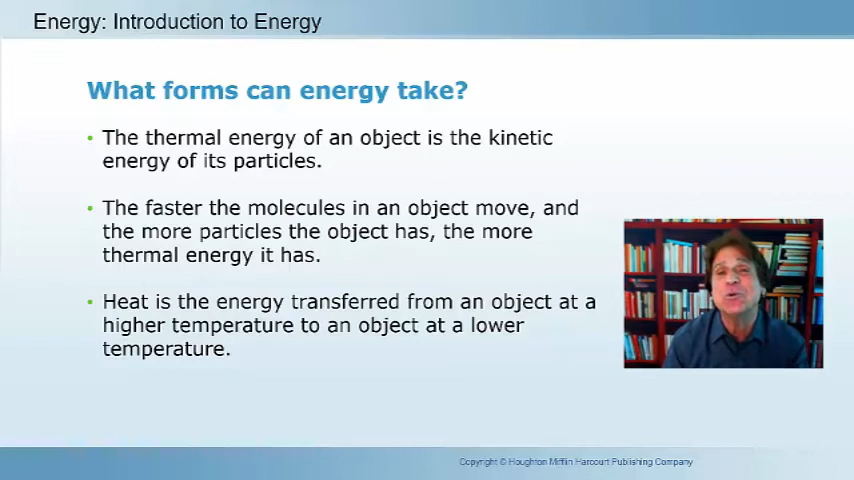 Energy: Introduction to Energy
What forms can energy take?
• The thermal energy of an object is the kinetic
energy of its particles.
• The faster the molecules in an object move, and
the more particles the object has, the more
thermal energy it has.
• Heat is the energy transferred from an object at a
higher temperature to an object at a lower
temperature.
Copyright © Houghton Mifflin Harcourt Publishing Company